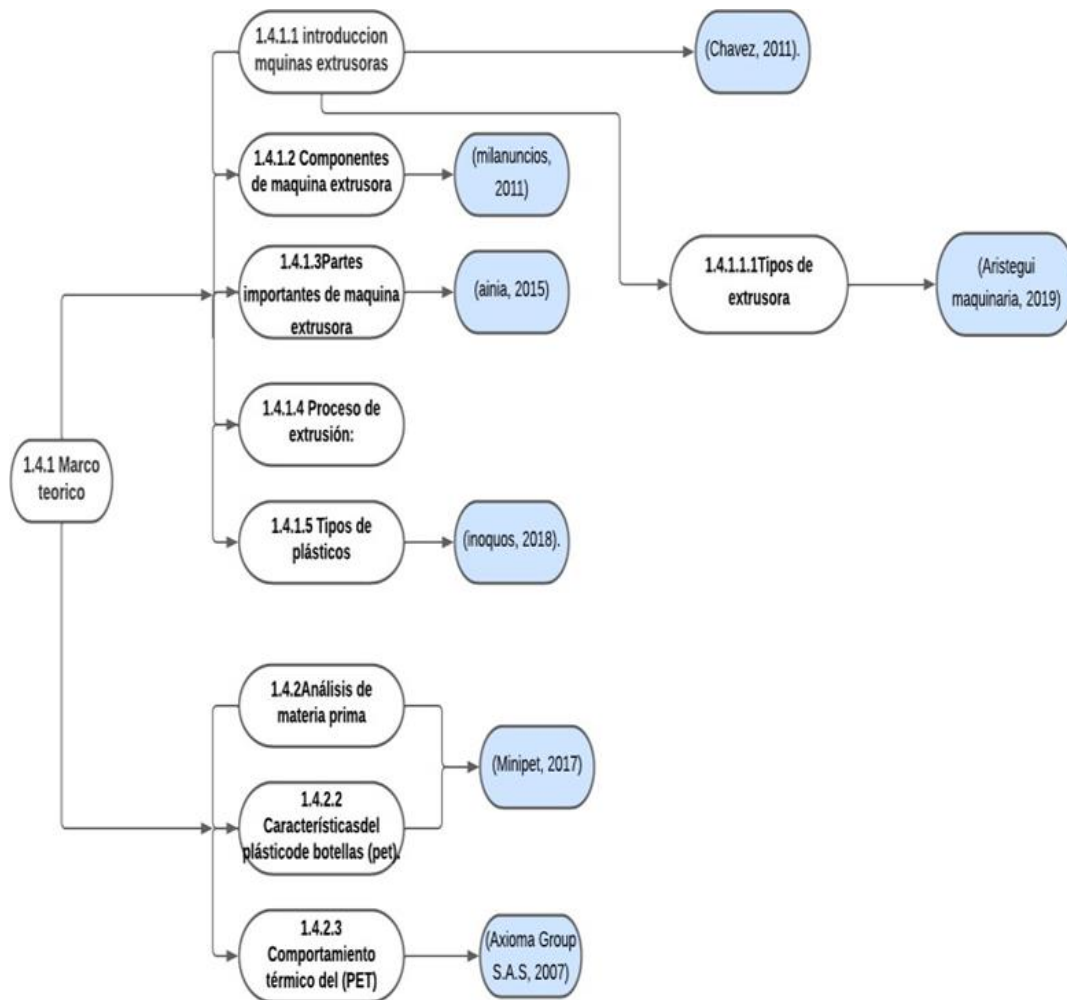 1.4.1.1 introduccion
mquinas extrusoras
(Chavez, 2011).
1.4.1.2 Componentes
de maquina extrusora
(milanuncios,
2011)
1.4.1.3Partes
importantes de maquina
extrusora
(ainia, 2015)
1.4.1.1.1Tipos de
extrusora
(Aristegui
maquinaria, 2019)
1.4.1.4 Proceso de
extrusión:
1.4.1 Marco
teorico
1.4.1.5 Tipos de
plásticos
(inoquos, 2018).
1.4.2Análisis de
materia prima
(Minipet, 2017)
1.4.2.2
Característicasdel
plásticode botellas (pet).
1.4.2.3
Comportamiento
térmico del (PET)
(Axioma Group
S.A.S, 2007)